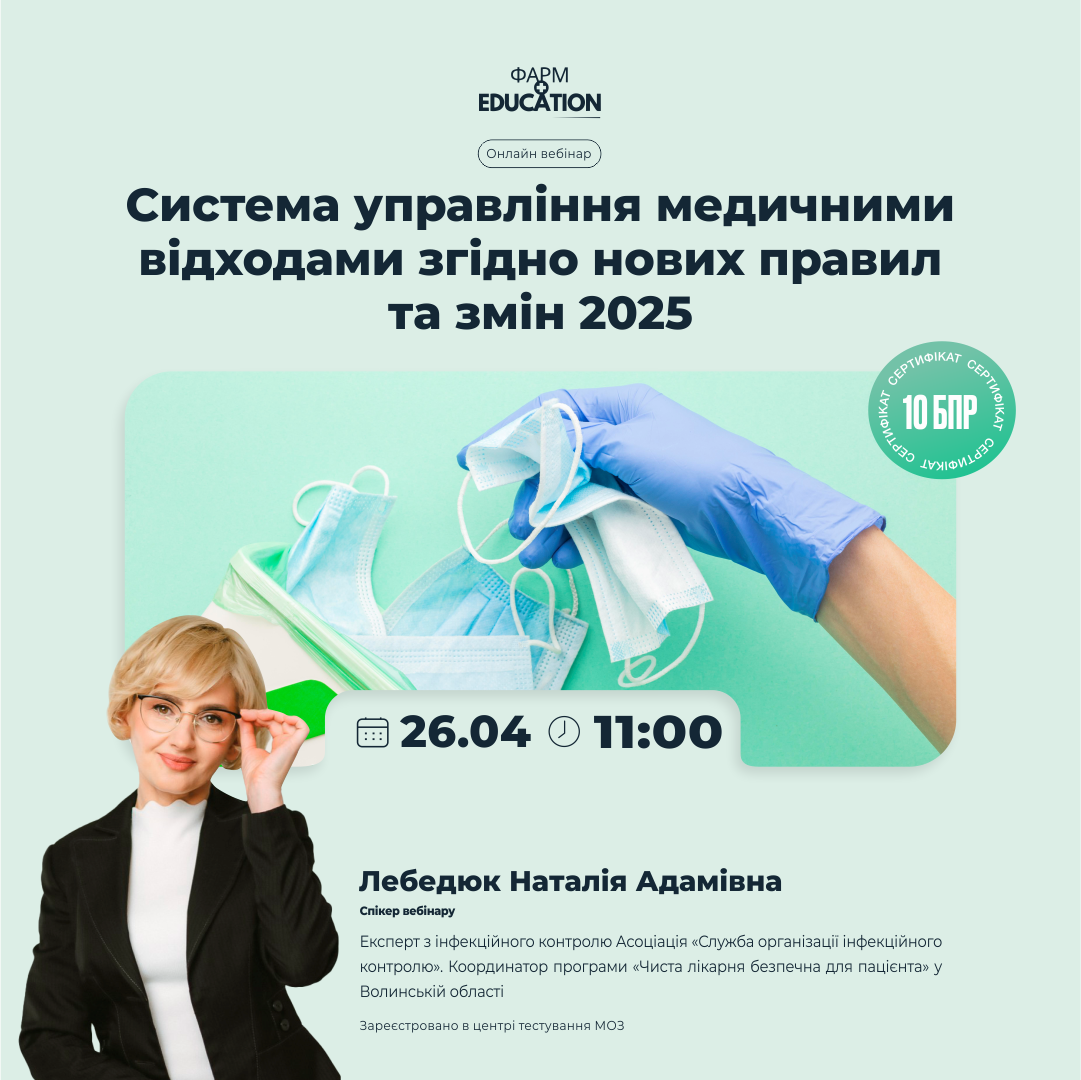 ФАРМ
EDUCATION
Онлайн вебінар
Система управління медичними
відходами згідно нових правил
та змін 2025
СЕРТИФІКАТ СЕРТИФІКАТ СЕРТИФІКАТ СЕРТИФІКАТ
10 БПР
26.04 11:00
Лебедюк Наталія Адамівна
Спікер вебінару
Експерт з інфекційного контролю Асоціація «Служба організації інфекційного
контролю». Координатор програми «Чиста лікарня безпечна для пацієнта» у
Волинській області
Зареєстровано в центрі тестування МОЗ